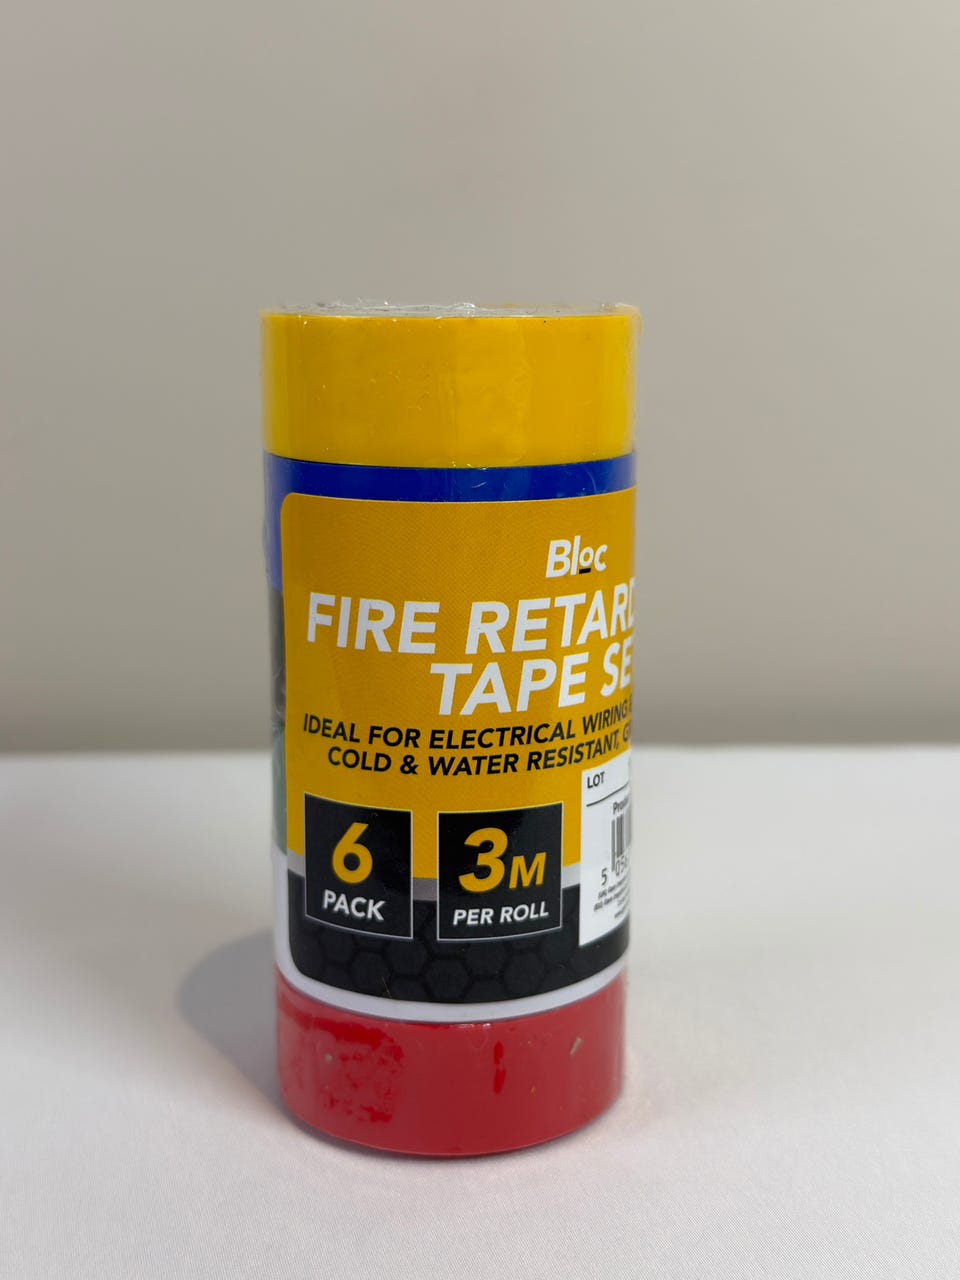 Bloc
FIRE RETARD
TAPE SE
IDEAL FOR ELECTRICAL WIRING
COLD & WATER RESISTANT, G
LOT
6
PACK
3M
PER ROLL